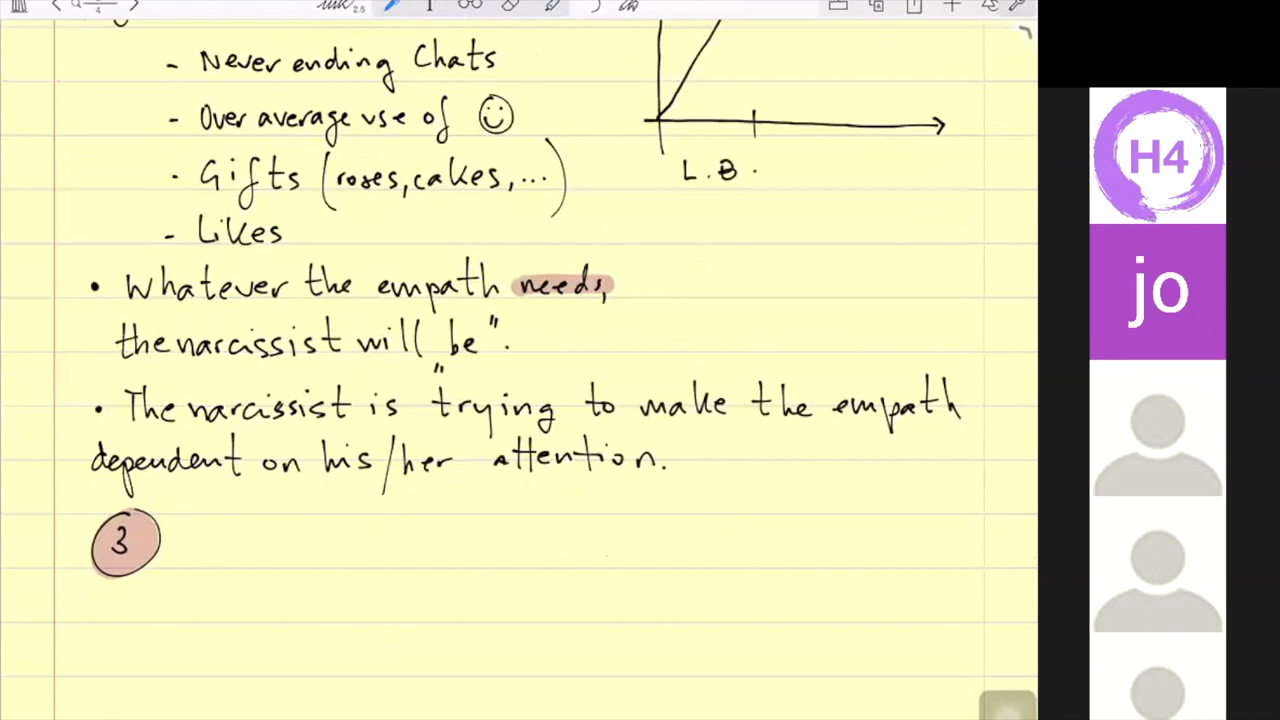 - Never ending Chats
- Over average use of ☺
- Gifts (roses, cakes, ...)
- Likes
L.B.
• Whatever the empath needs,
the narcissist will "be".
• The narcissist is trying to make the empath
dependent on his/her attention.
3
H4
jo